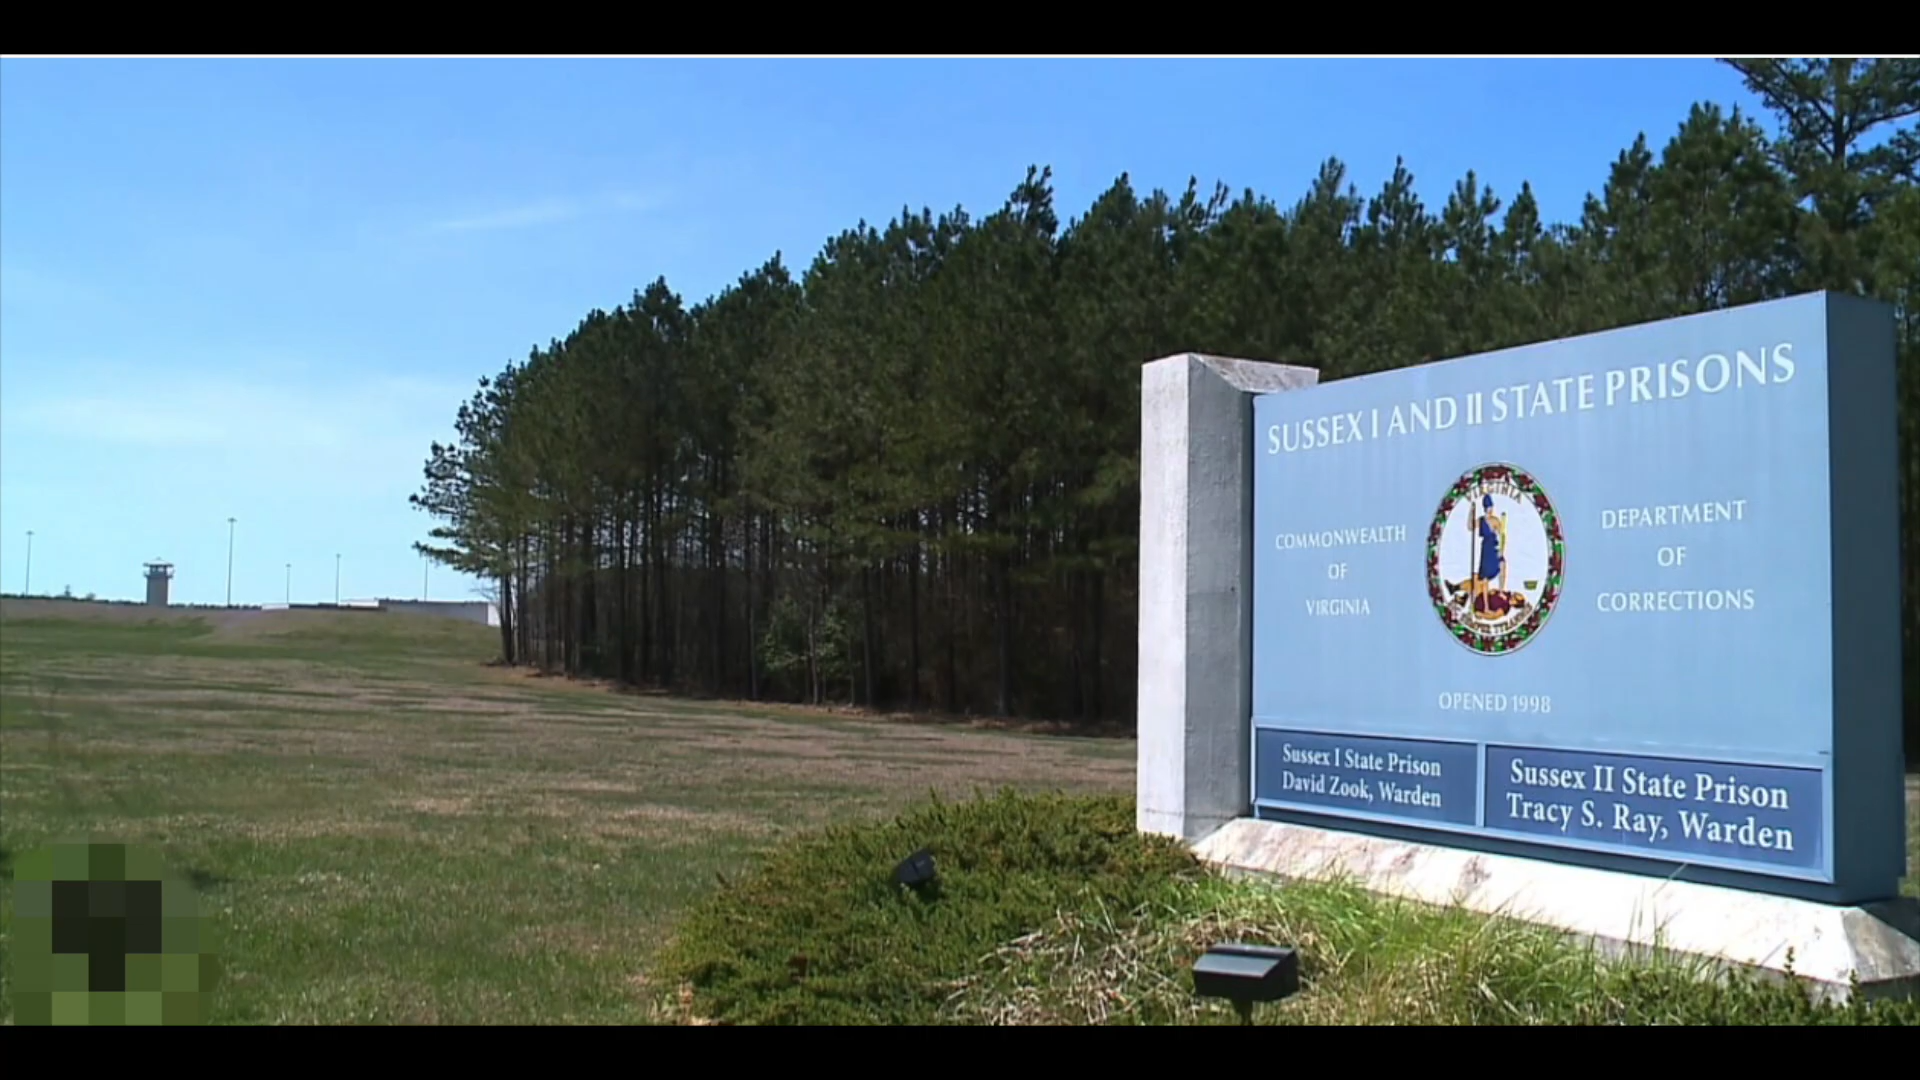 SUSSEX I AND II STATE PRISONS
COMMONWEALTH
OF
VIRGINIA
VIRGINIA
DEPARTMENT
OF
CORRECTIONS
OPENED 1998
Sussex I State Prison
David Zook, Warden
Sussex II State Prison
Tracy S. Ray, Warden